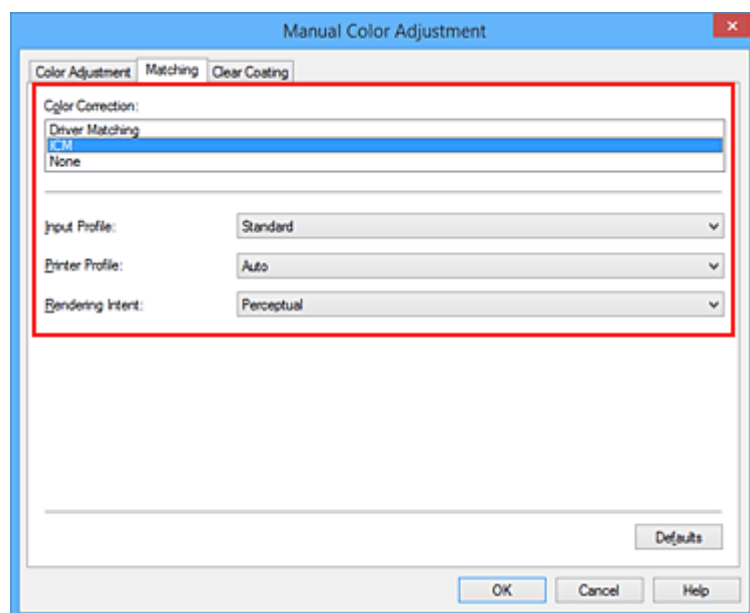 Manual Color Adjustment
Color Adjustment Matching Clear Coating
Color Correction:
Driver Matching
ICM
None
Input Profile: Standard
Printer Profile: Auto
Rendering Intent: Perceptual
Defaults
OK Cancel Help